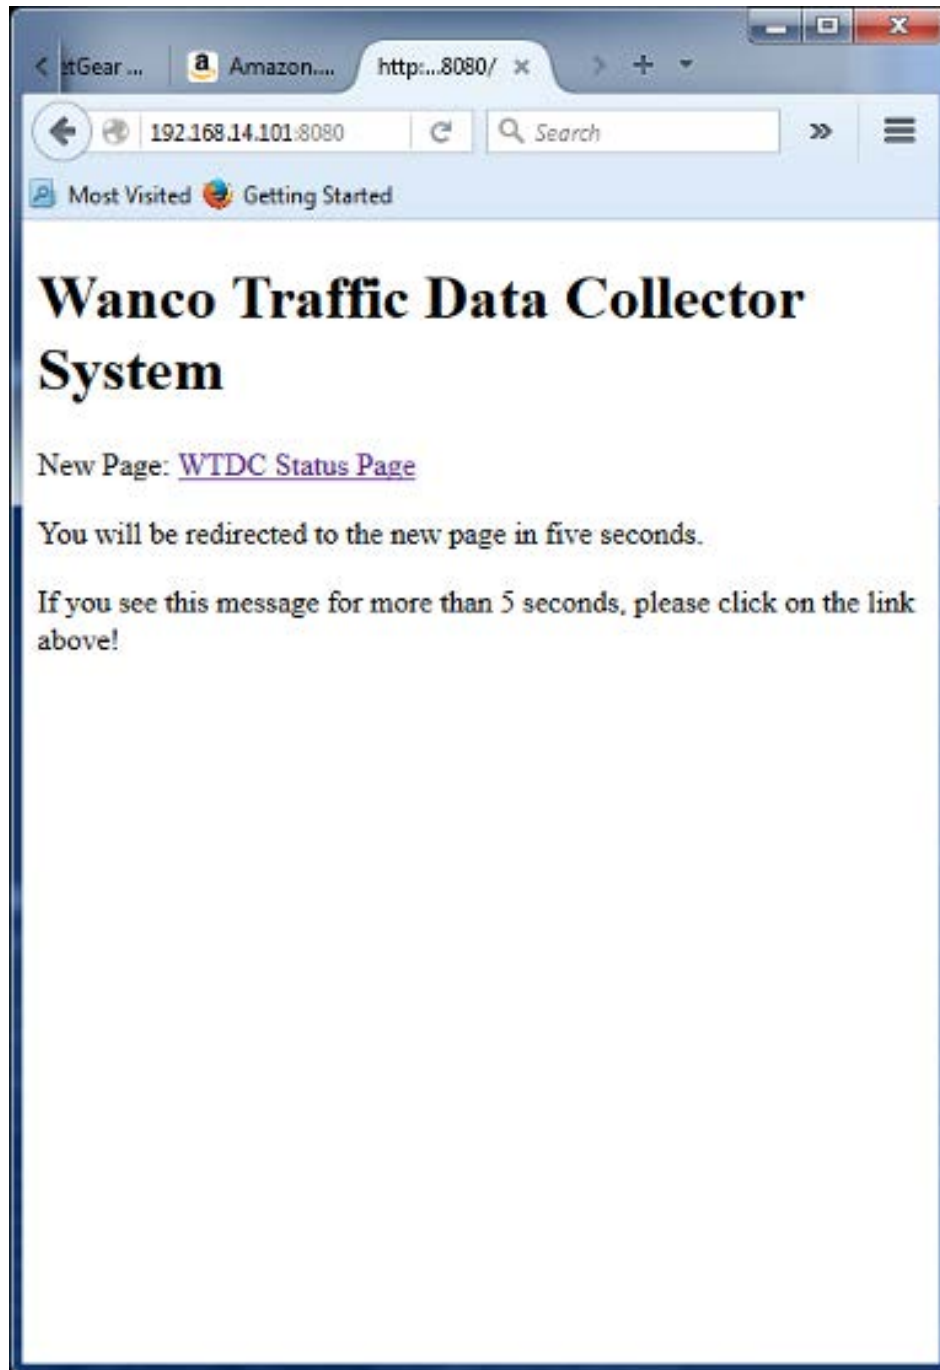 etGear ...
Amazon....
http:...8080/
192.168.14.101:8080
Search
Most Visited
Getting Started
Wanco Traffic Data Collector
System
New Page: WTDC Status Page
You will be redirected to the new page in five seconds.
If you see this message for more than 5 seconds, please click on the link
above!